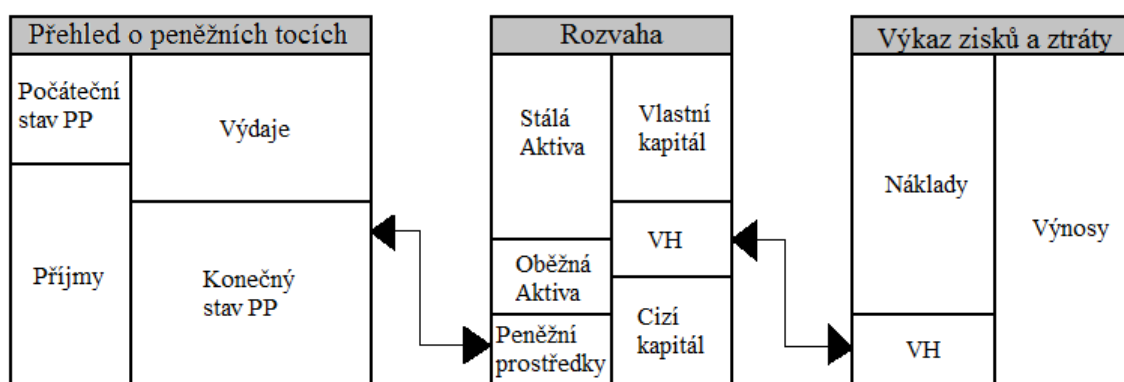 Přehled o peněžních tocích
Počáteční
stav PP
Výdaje
Příjmy
Konečný
stav PP
Rozvaha
Stálá
Aktiva
Vlastní
kapitál
VH
Oběžná
Aktiva
Peněžní
prostředky
Cizí
kapitál
Výkaz zisků a ztráty
Náklady
Výnosy
VH